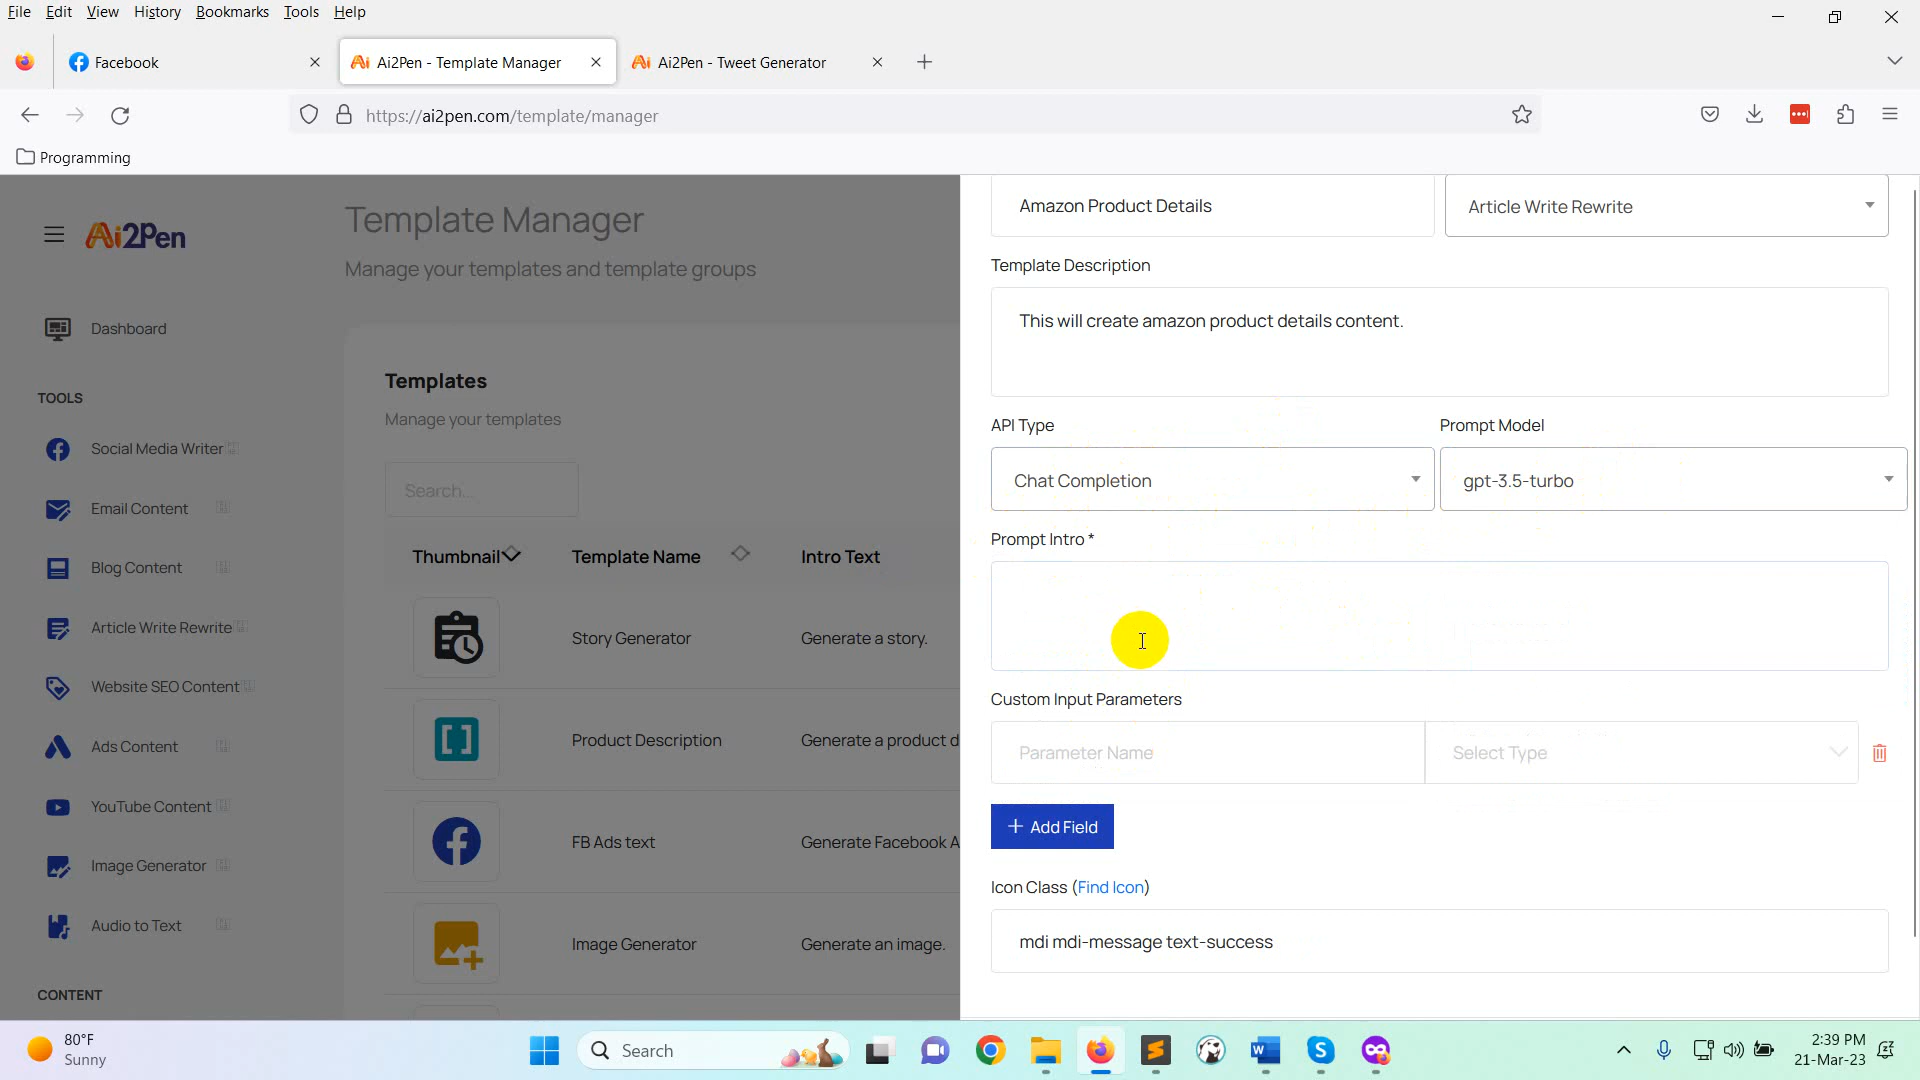 File Edit View History Bookmarks Tools Help
Facebook
Ai2Pen - Template Manager
Ai2Pen - Tweet Generator
https://ai2pen.com/template/manager
Programming
Ai2Pen
Dashboard
TOOLS
Social Media Writer
Email Content
Blog Content
Article Write Rewrite
Website SEO Content
Ads Content
YouTube Content
Image Generator
Audio to Text
CONTENT
Template Manager
Manage your templates and template groups
Templates
Manage your templates
Search...
Thumbnail Template Name Intro Text
Story Generator Generate a story.
Product Description Generate a product d
FB Ads text Generate Facebook A
Image Generator Generate an image.
Amazon Product Details Article Write Rewrite
Template Description
This will create amazon product details content.
API Type Prompt Model
Chat Completion gpt-3.5-turbo
Prompt Intro *
Custom Input Parameters
Parameter Name Select Type
+ Add Field
Icon Class (Find Icon)
mdi mdi-message text-success
80°F
Sunny
Search
2:39 PM
21-Mar-23